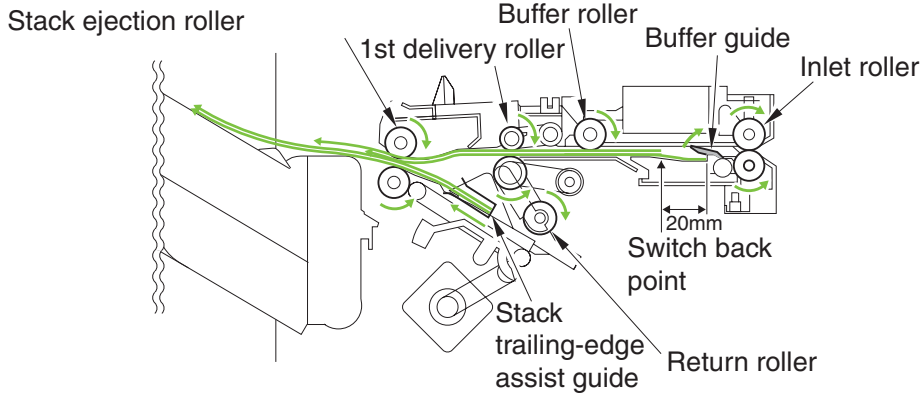 Stack ejection roller
Buffer roller
1st delivery roller
Buffer guide
Inlet roller
20mm
Switch back
point
Stack
trailing-edge
assist guide
Return roller